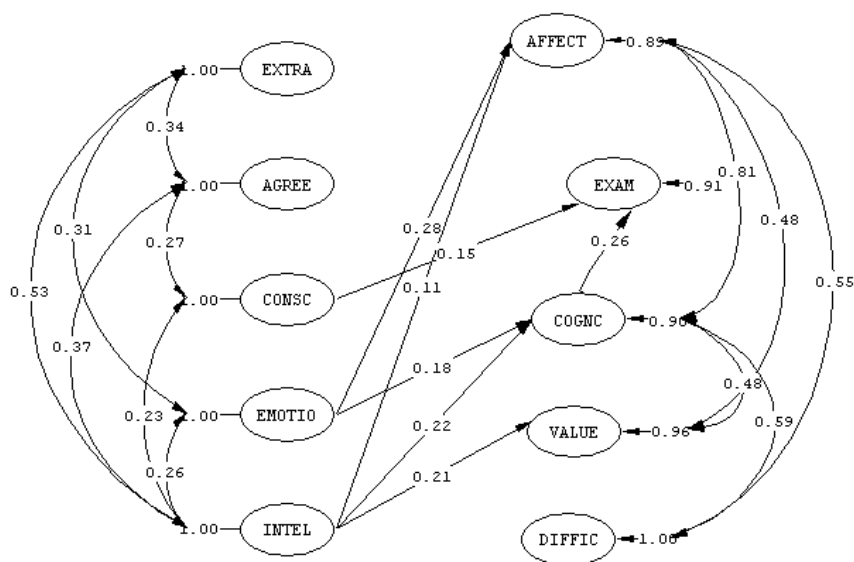 AFFECT
0.89
1.00
EXTRA
0.34
0.81
1.00
AGREE
EXAM
0.91
0.48
0.31
0.27
0.28
0.15
0.26
0.55
0.53
0.11
1.00
CONSC
COGNC
0.90
0.37
0.18
0.48
0.23
1.00
EMOTIO
0.22
0.59
VALUE
0.96
0.26
0.21
1.00
INTEL
DIFFIC
1.00